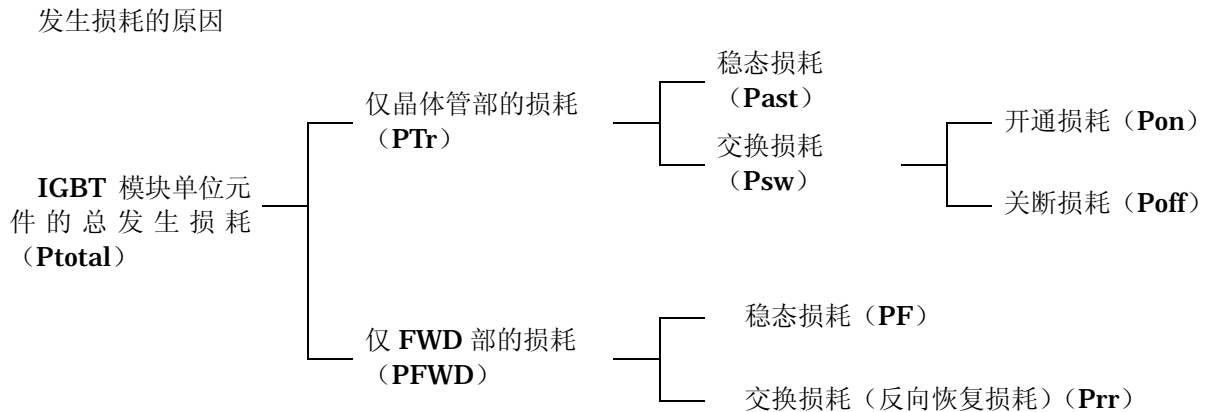 发生损耗的原因
稳态损耗
（Past）
仅晶体管部的损耗
（PTr）
开通损耗（Pon）
交换损耗
（Psw）
IGBT 模块单位元
件的总发生损耗
（Ptotal）
关断损耗（Poff）
稳态损耗（PF）
仅 FWD 部的损耗
（PFWD）
交换损耗（反向恢复损耗）（Prr）